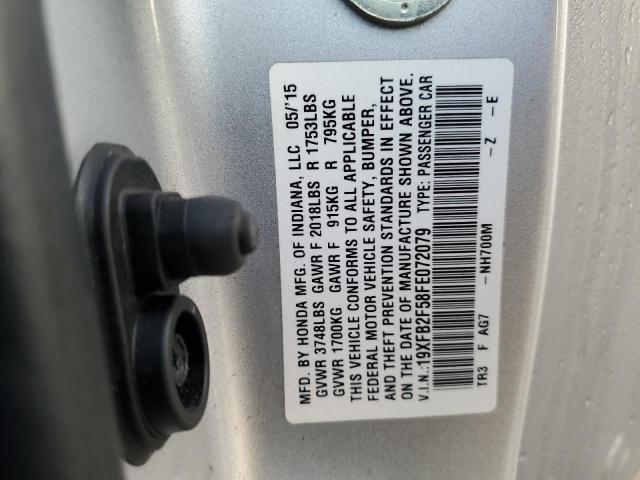 MFD. BY HONDA MFG. OF INDIANA, LLC 05/'15
GVWR 3748LBS GAWR F 2018LBS R 1753LBS
GVWR 1700KG GAWR F 915KG R 795KG
THIS VEHICLE CONFORMS TO ALL APPLICABLE
FEDERAL MOTOR VEHICLE SAFETY, BUMPER,
AND THEFT PREVENTION STANDARDS IN EFFECT
ON THE DATE OF MANUFACTURE SHOWN ABOVE.
V.I.N.: 19XFB2F58FE072079 TYPE: PASSENGER CAR
TR3 F AG7 -NH700M -Z -E